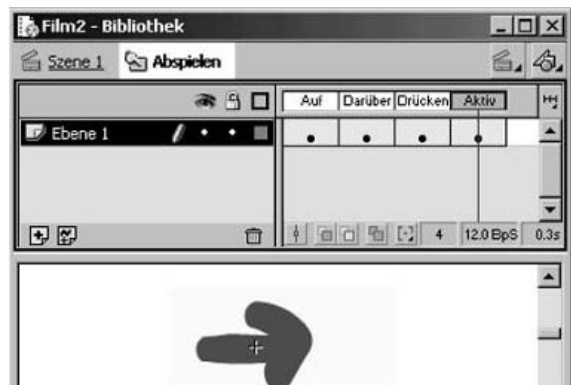 Film2 - Bibliothek
Szene 1 Abspielen
Auf Darüber Drücken Aktiv
Ebene 1
4 12.0 BpS 0.3s